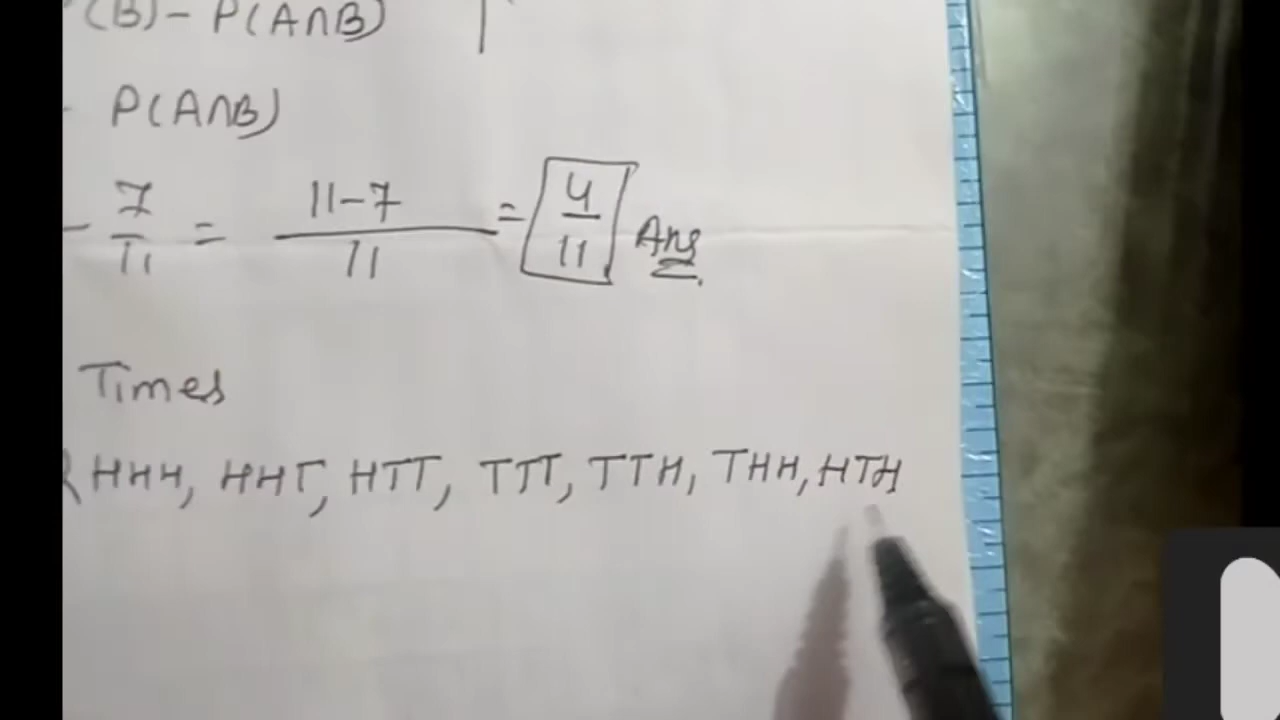 (B) - P(A∩B)
- P(A∩B)
- 7/11 = 11-7/11 = 4/11 Ans
Times
{ HHH, HHT, HTT, TTT, TTH, THH, HTH